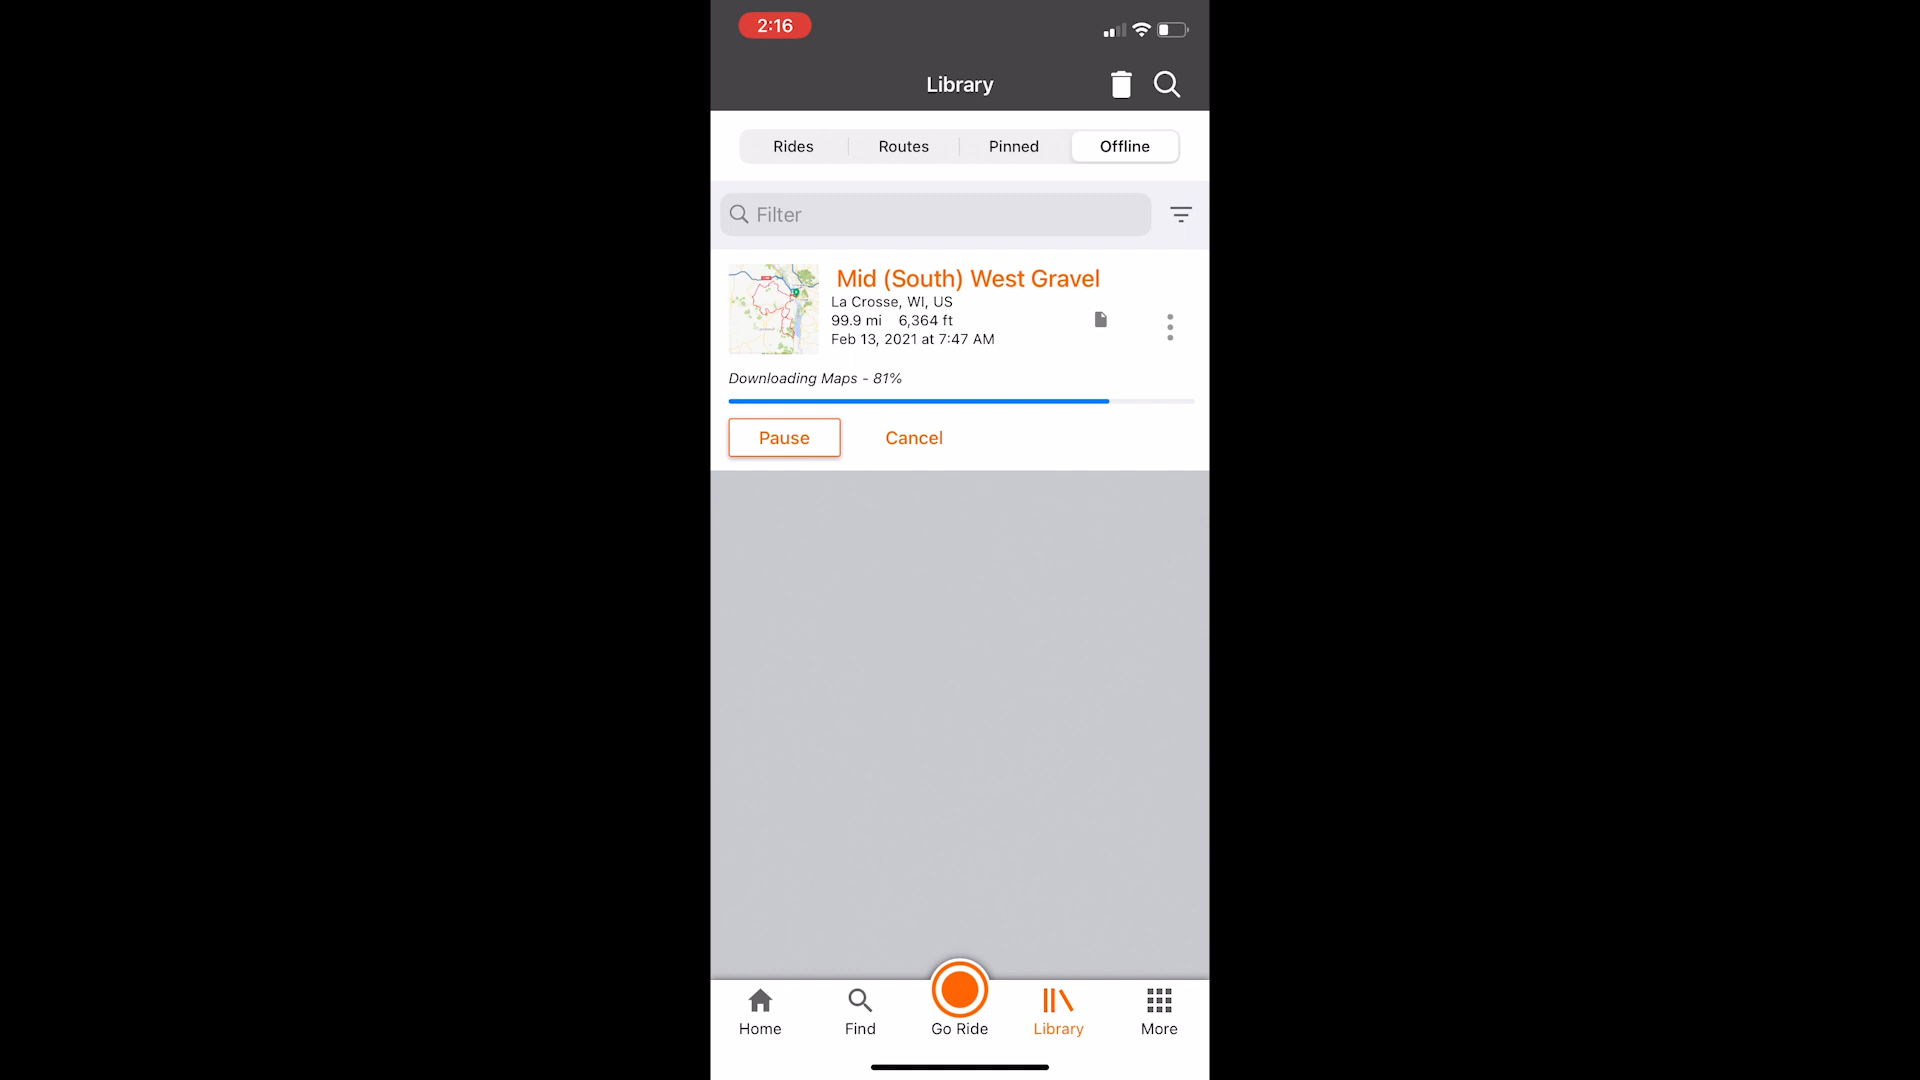 2:16
Library
Rides Routes Pinned Offline
Filter
Mid (South) West Gravel
La Crosse, WI, US
99.9 mi 6,364 ft
Feb 13, 2021 at 7:47 AM
Downloading Maps - 81%
Pause Cancel
Home Find Go Ride Library More